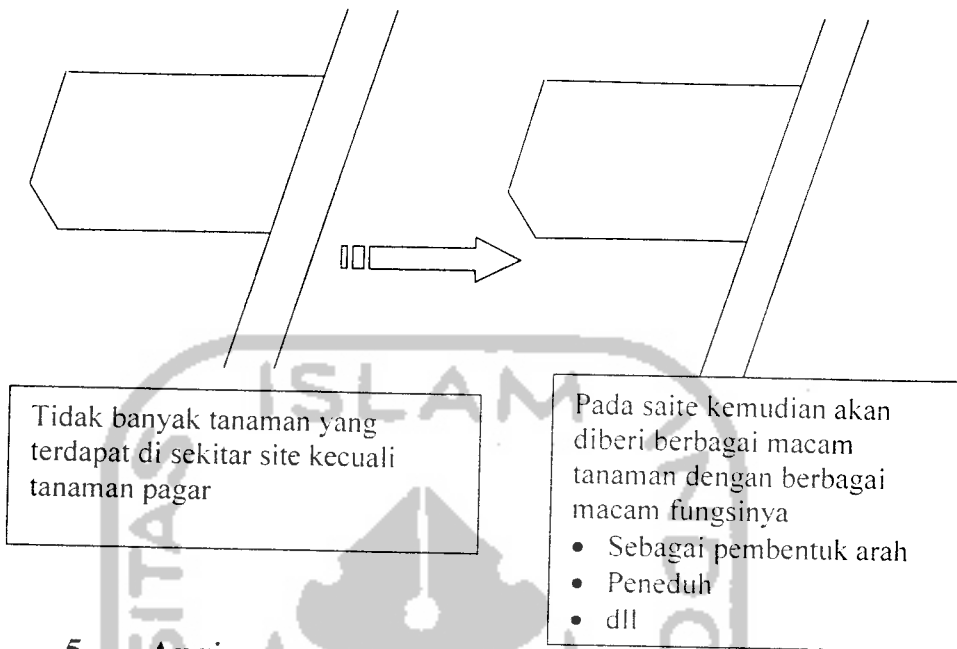 Tidak banyak tanaman yang
terdapat di sekitar site kecuali
tanaman pagar
Pada saite kemudian akan
diberi berbagai macam
tanaman dengan berbagai
macam fungsinya
• Sebagai pembentuk arah
• Peneduh
• dll
ISLAM